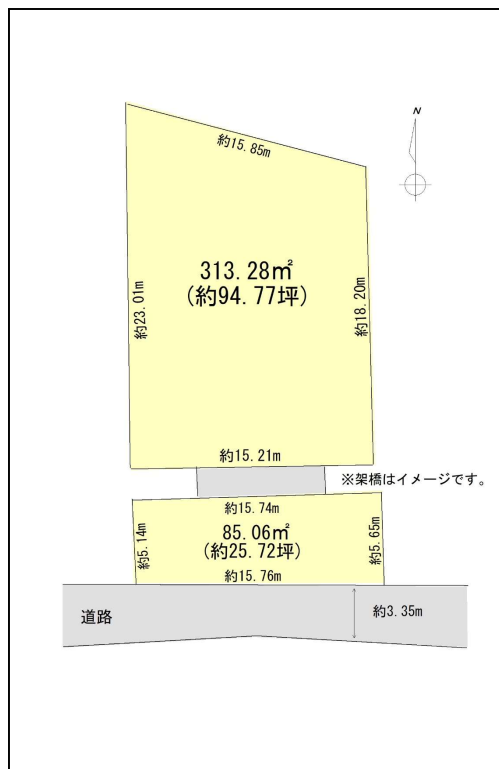 N
約15.85m
313.28㎡
(約94.77坪)
約23.01m
約18.20m
約15.21m
※架橋はイメージです。
約15.74m
約5.14m
85.06㎡
(約25.72坪)
約5.65m
約15.76m
道路
約3.35m